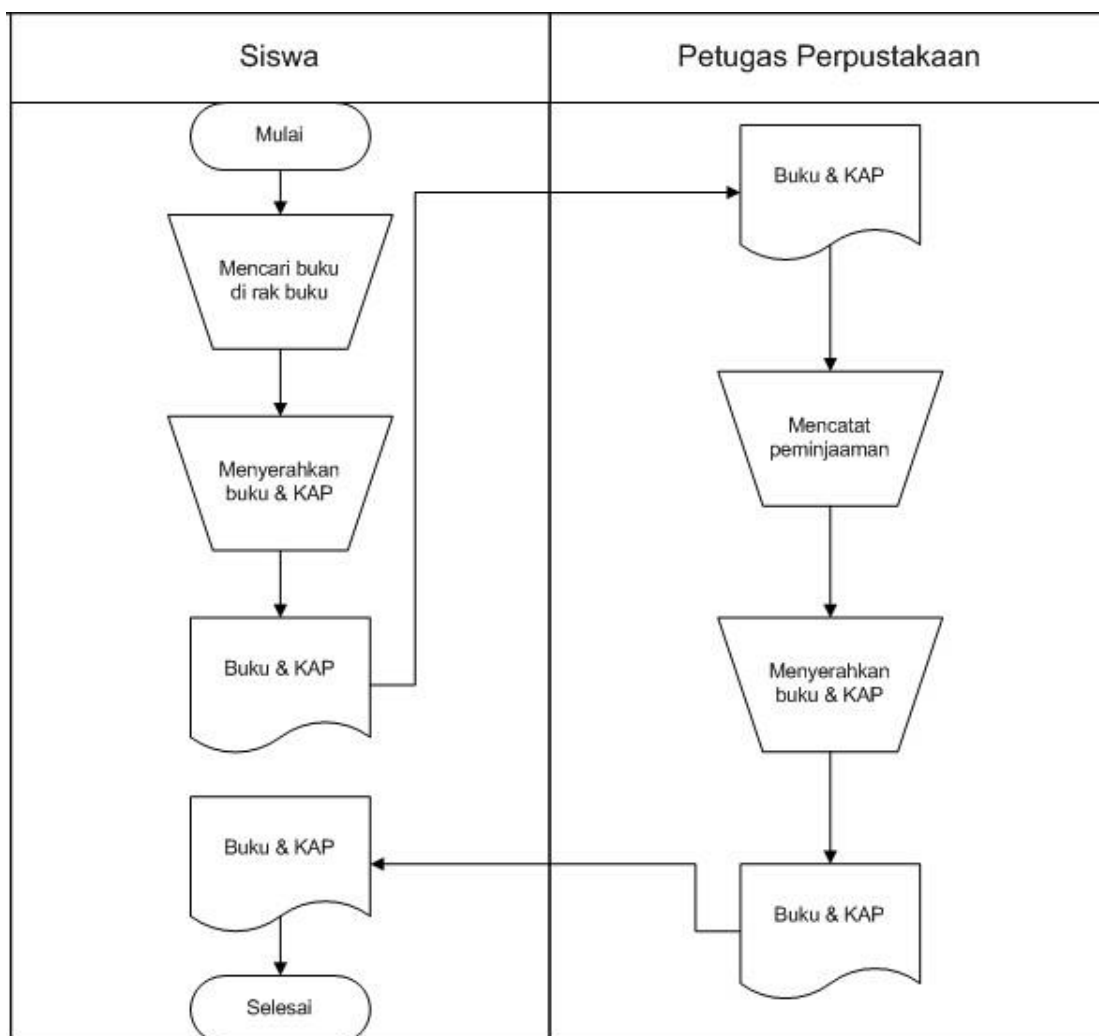 Siswa
Petugas Perpustakaan
Mulai
Mencari buku
di rak buku
Menyerahkan
buku & KAP
Buku & KAP
Buku & KAP
Mencatat
peminjaaman
Menyerahkan
buku & KAP
Buku & KAP
Buku & KAP
Selesai